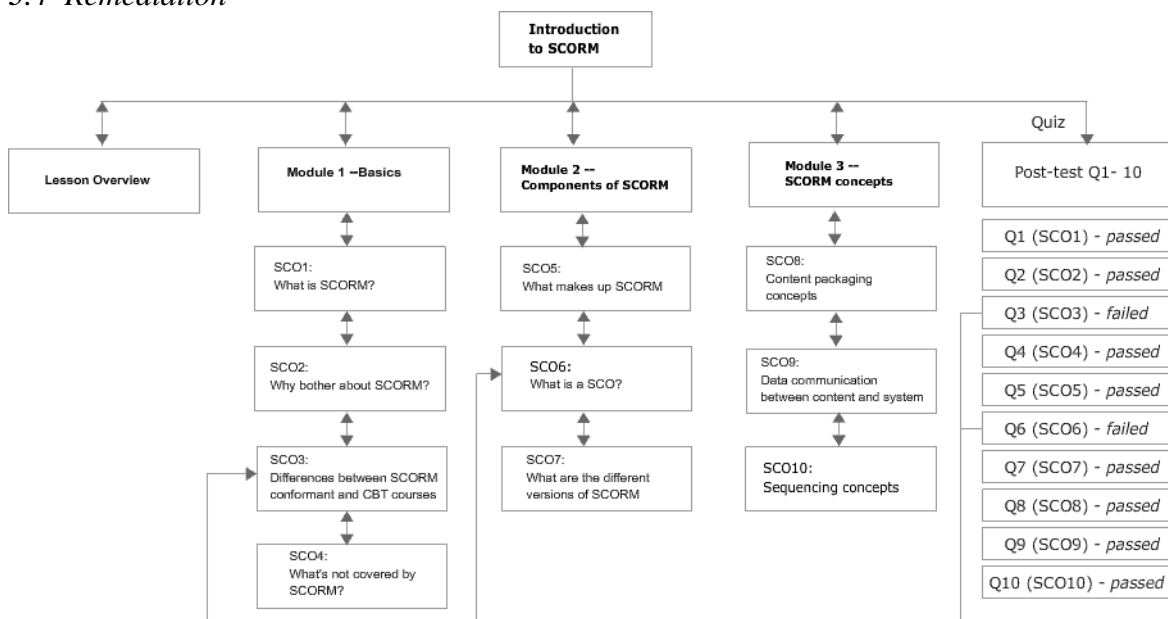 3.4 Remediation
Introduction
to SCORM
Quiz
Lesson Overview
Module 1 --Basics
Module 2 --
Components of SCORM
Module 3 --
SCORM concepts
Post-test Q1- 10
SCO1:
What is SCORM?
SCO2:
Why bother about SCORM?
SCO3:
Differences between SCORM
conformant and CBT courses
SCO4:
What's not covered by
SCORM?
SCO5:
What makes up SCORM
SCO6:
What is a SCO?
SCO7:
What are the different
versions of SCORM
SCO8:
Content packaging
concepts
SCO9:
Data communication
between content and system
SCO10:
Sequencing concepts
Q1 (SCO1) - passed
Q2 (SCO2) - passed
Q3 (SCO3) - failed
Q4 (SCO4) - passed
Q5 (SCO5) - passed
Q6 (SCO6) - failed
Q7 (SCO7) - passed
Q8 (SCO8) - passed
Q9 (SCO9) - passed
Q10 (SCO10) - passed